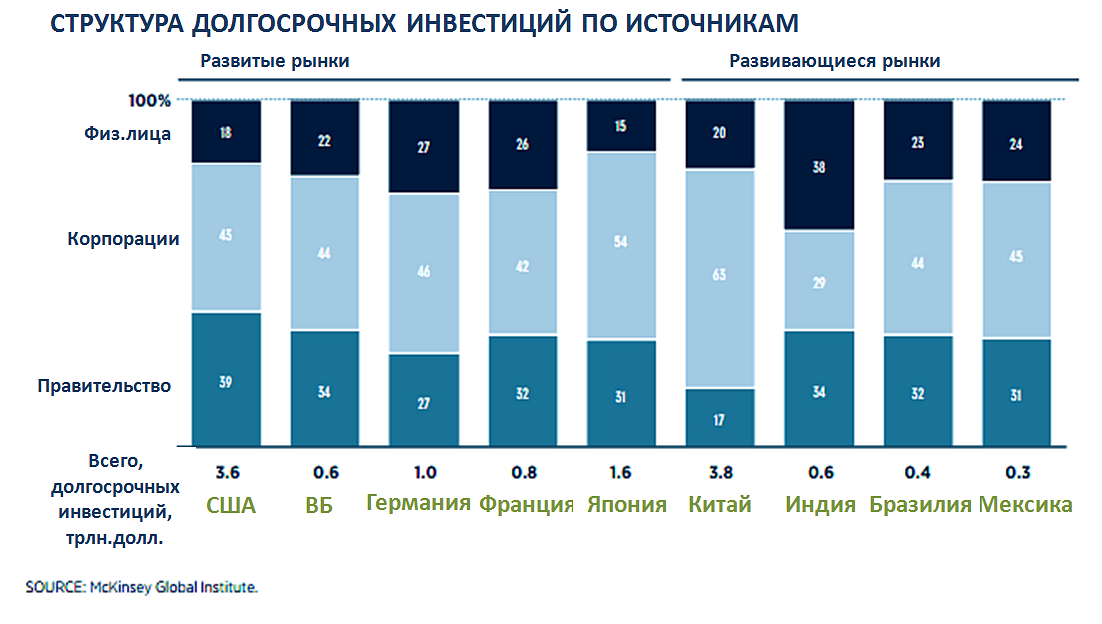 СТРУКТУРА ДОЛГОСРОЧНЫХ ИНВЕСТИЦИЙ ПО ИСТОЧНИКАМ
Развитые рынки Развивающиеся рынки
100%
Физ.лица 18 22 27 26 15 20 38 23 24
Корпорации 43 44 46 42 54 63 29 44 45
Правительство 39 34 27 32 31 17 34 32 31
Всего,
долгосрочных
инвестиций,
трлн.долл.
3.6 0.6 1.0 0.8 1.6 3.8 0.6 0.4 0.3
США ВБ Германия Франция Япония Китай Индия Бразилия Мексика
SOURCE: McKinsey Global Institute.